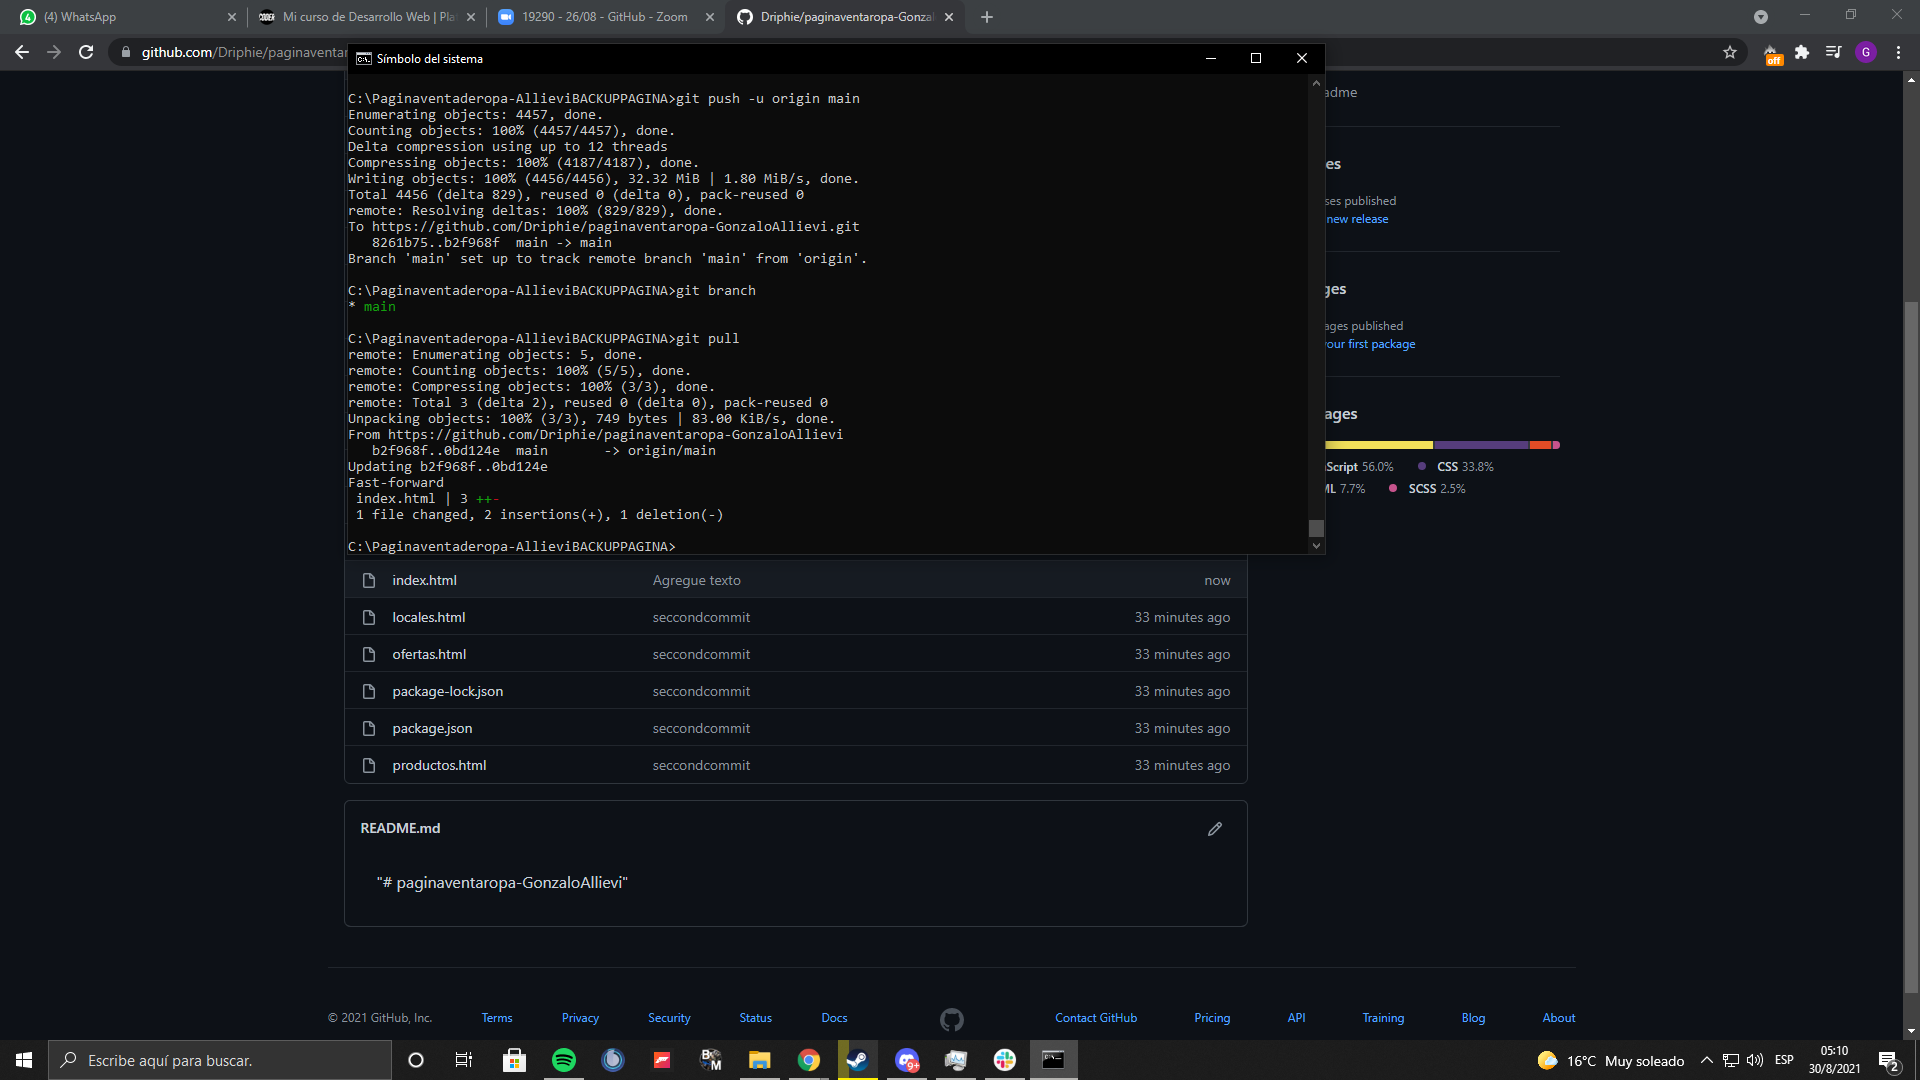 (4) WhatsApp
Mi curso de Desarrollo Web | Pla
19290 - 26/08 - GitHub - Zoom
Driphie/paginaventaropa-Gonzal
github.com/Driphie/paginaventar
off
G
Símbolo del sistema
C:\Paginaventaderopa-AllieviBACKUPPAGINA>git push -u origin main
Enumerating objects: 4457, done.
Counting objects: 100% (4457/4457), done.
Delta compression using up to 12 threads
Compressing objects: 100% (4187/4187), done.
Writing objects: 100% (4456/4456), 32.32 MiB | 1.80 MiB/s, done.
Total 4456 (delta 829), reused 0 (delta 0), pack-reused 0
remote: Resolving deltas: 100% (829/829), done.
To https://github.com/Driphie/paginaventaropa-GonzaloAllievi.git
8261b75..b2f968f  main -> main
Branch 'main' set up to track remote branch 'main' from 'origin'.
C:\Paginaventaderopa-AllieviBACKUPPAGINA>git branch
* main
C:\Paginaventaderopa-AllieviBACKUPPAGINA>git pull
remote: Enumerating objects: 5, done.
remote: Counting objects: 100% (5/5), done.
remote: Compressing objects: 100% (3/3), done.
remote: Total 3 (delta 2), reused 0 (delta 0), pack-reused 0
Unpacking objects: 100% (3/3), 749 bytes | 83.00 KiB/s, done.
From https://github.com/Driphie/paginaventaropa-GonzaloAllievi
b2f968f..0bd124e  main       -> origin/main
Updating b2f968f..0bd124e
Fast-forward
index.html | 3 ++-
1 file changed, 2 insertions(+), 1 deletion(-)
C:\Paginaventaderopa-AllieviBACKUPPAGINA>
adme
es
ses published
new release
ges
ages published
our first package
ages
Script 56.0% CSS 33.8%
ML 7.7% SCSS 2.5%
index.html Agregue texto now
locales.html seccondcommit 33 minutes ago
ofertas.html seccondcommit 33 minutes ago
package-lock.json seccondcommit 33 minutes ago
package.json seccondcommit 33 minutes ago
productos.html seccondcommit 33 minutes ago
README.md
"# paginaventaropa-GonzaloAllievi"
© 2021 GitHub, Inc. Terms Privacy Security Status Docs Contact GitHub Pricing API Training Blog About
Escribe aquí para buscar.
16°C Muy soleado
ESP
05:10
30/8/2021
2